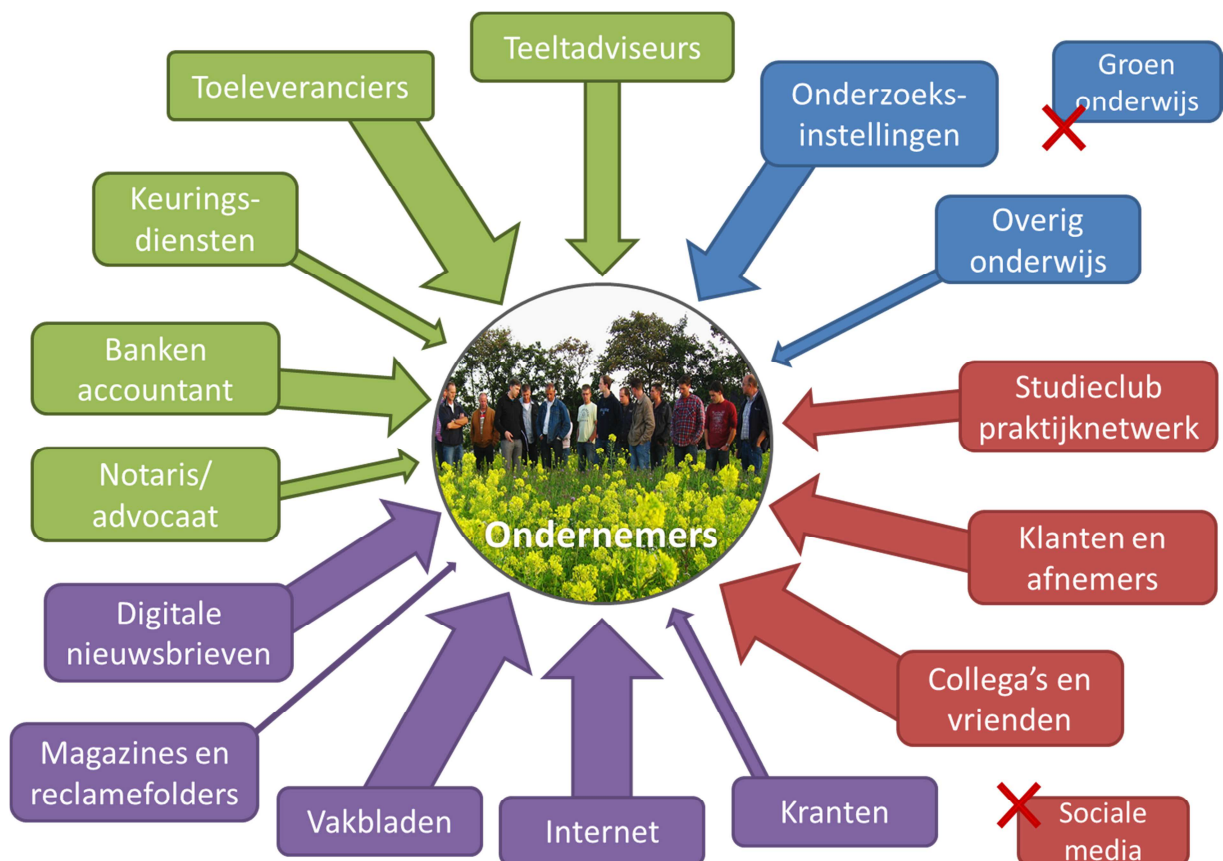 Teeltadviseurs
Toeleveranciers
Keurings-
diensten
Banken
accountant
Notaris/
advocaat
Digitale
nieuwsbrieven
Magazines en
reclamefolders
Vakbladen
Internet
Kranten
Onderzoeks-
instellingen
Groen
onderwijs
Overig
onderwijs
Studieclub
praktijknetwerk
Klanten en
afnemers
Collega's en
vrienden
Sociale
media
Ondernemers